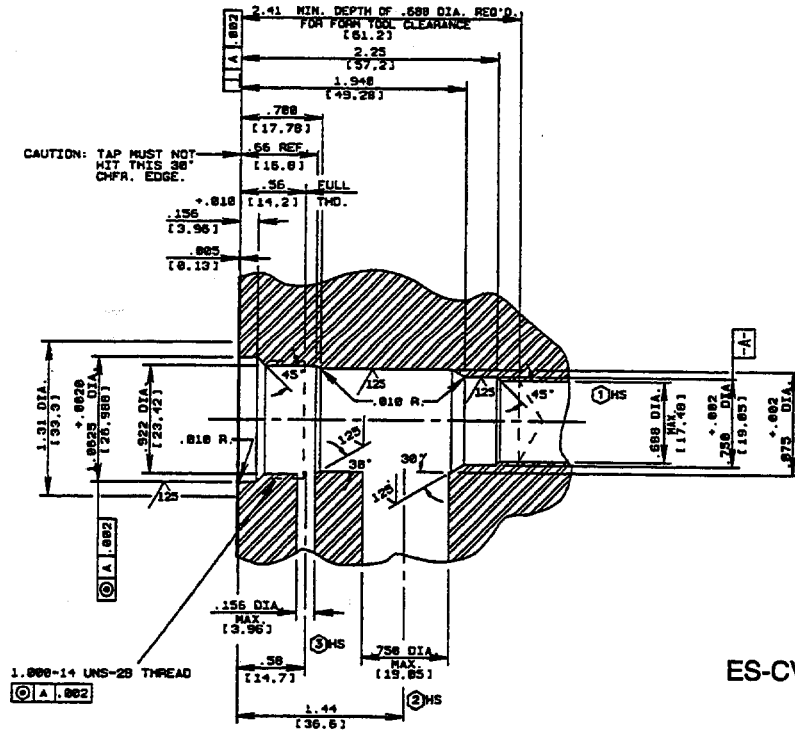 2.41 MIN. DEPTH OF .688 DIA. REQ'D.
FOR FORM TOOL CLEARANCE
[61.2]
A .002
2.25
[57.2]
1.940
[49.28]
.700
[17.78]
CAUTION: TAP MUST NOT
HIT THIS 30°
CHFR. EDGE.
.66 REF.
[16.8]
.56
[14.2]
FULL
THD.
+.010
.156
[3.96]
.005
[0.13]
1.31 DIA.
[33.3]
+.0020
1.0625 DIA.
[26.988]
.922 DIA.
[23.42]
45°
125
.010 R.
125
45°
1 HS
-A-
.688 DIA.
MAX.
[17.48]
+.002
.750 DIA.
[19.05]
+.002
.875 DIA.
.010 R.
125
125
30°
30°
125
A .002
.156 DIA.
MAX.
[3.96]
3 HS
.750 DIA.
MAX.
[19.05]
1.000-14 UNS-2B THREAD
A .002
.58
[14.7]
2 HS
1.44
[36.6]
ES-CV